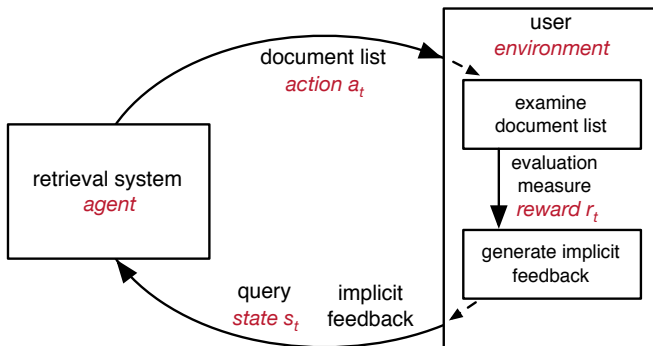 user
environment
document list
action a_t
examine
document list
retrieval system
agent
evaluation
measure
reward r_t
generate implicit
feedback
query
state s_t
implicit
feedback